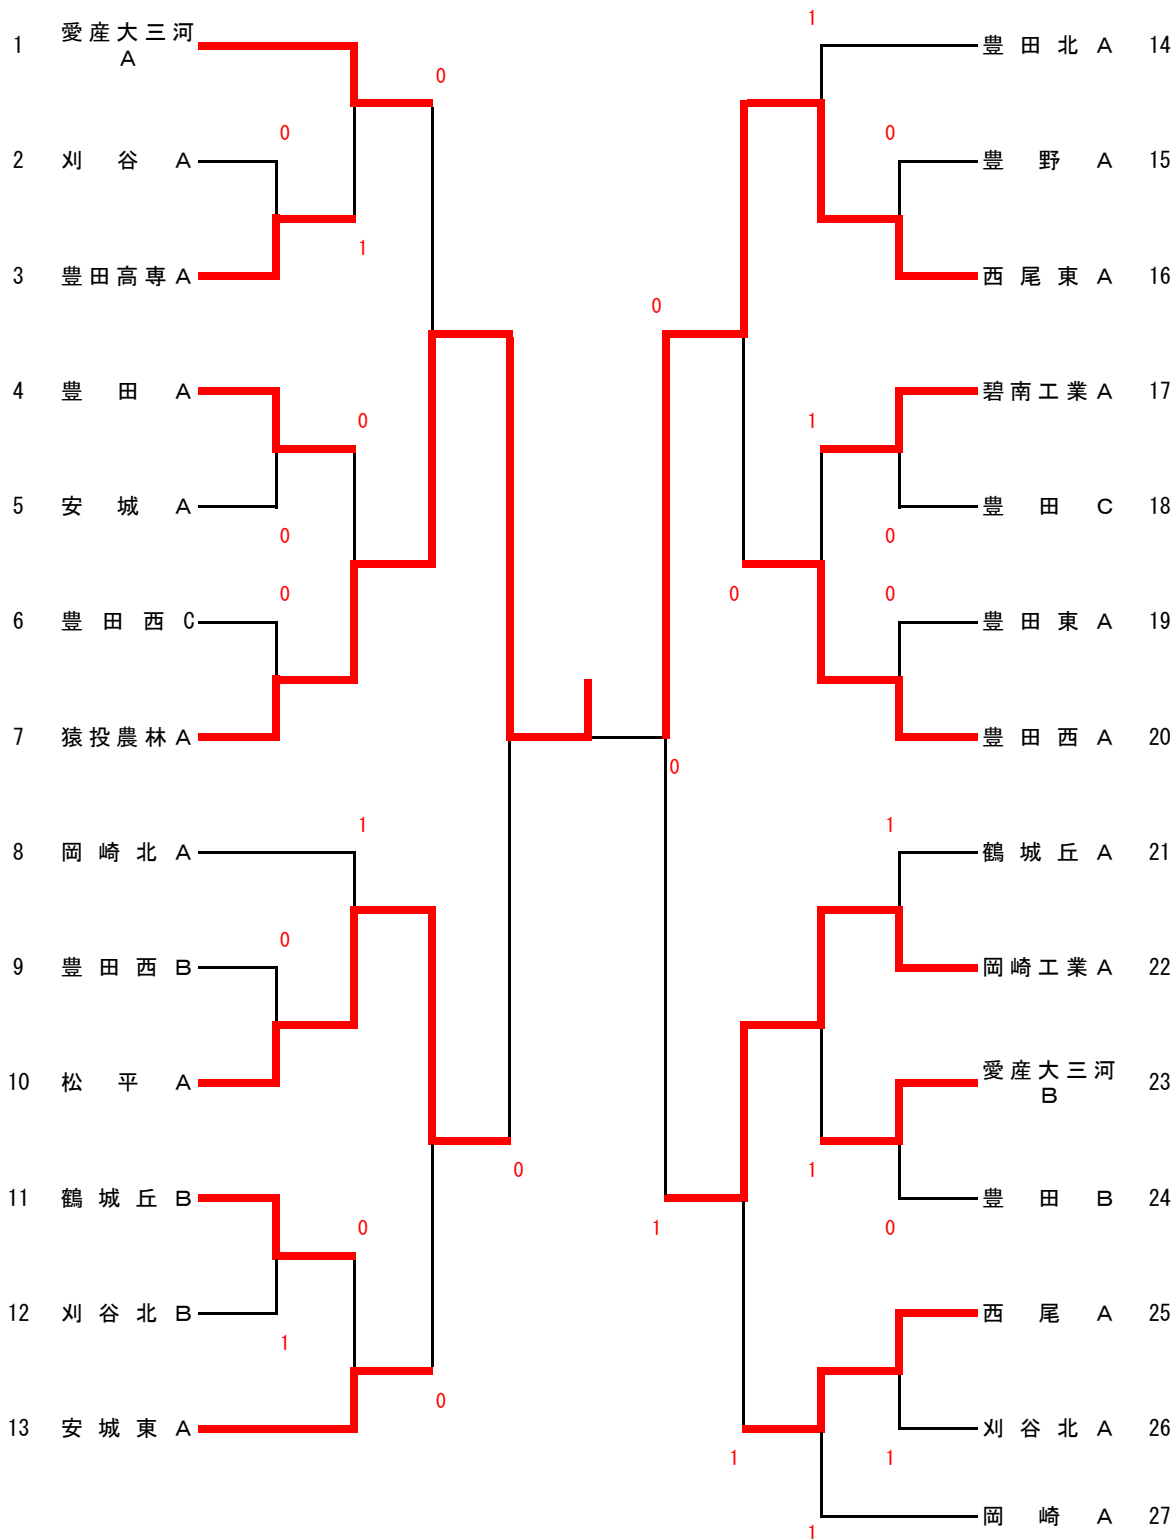 1 愛産大三河
A
0
0
2 刈谷 A
1
3 豊田高専 A
4 豊田 A
0
5 安城 A
0
0
6 豊田西 C
7 猿投農林 A
1
8 岡崎北 A
0
9 豊田西 B
10 松平 A
0
11 鶴城丘 B
0
12 刈谷北 B
1
0
13 安城東 A
1
豊田北 A 14
0
豊野 A 15
西尾東 A 16
0
碧南工業 A 17
1
豊田 C 18
0
0
0
豊田東 A 19
豊田西 A 20
0
1
鶴城丘 A 21
岡崎工業 A 22
愛産大三河
B 23
1
豊田 B 24
1
0
西尾 A 25
刈谷北 A 26
1
1
岡崎 A 27
1